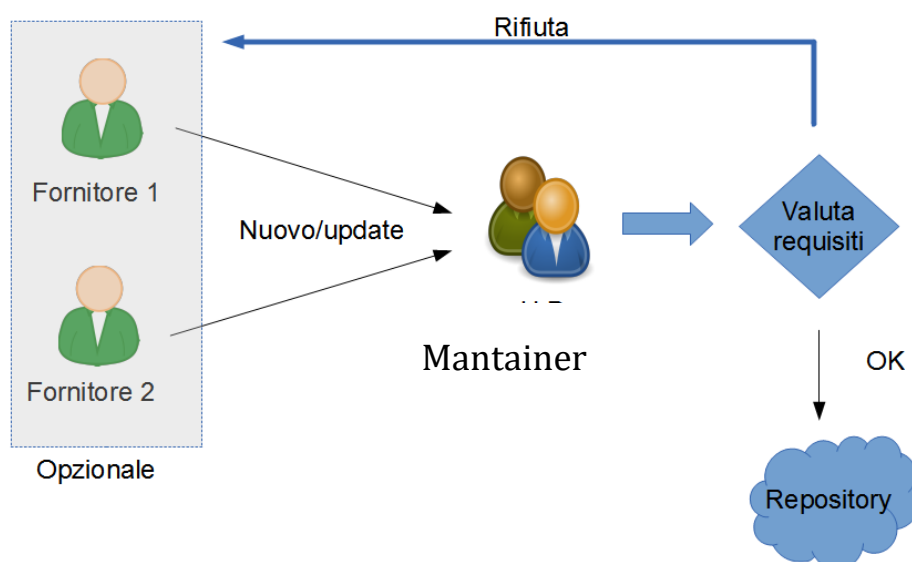 Rifiuta
Fornitore 1
Nuovo/update
Valuta
requisiti
Mantainer
Fornitore 2
OK
Opzionale
Repository